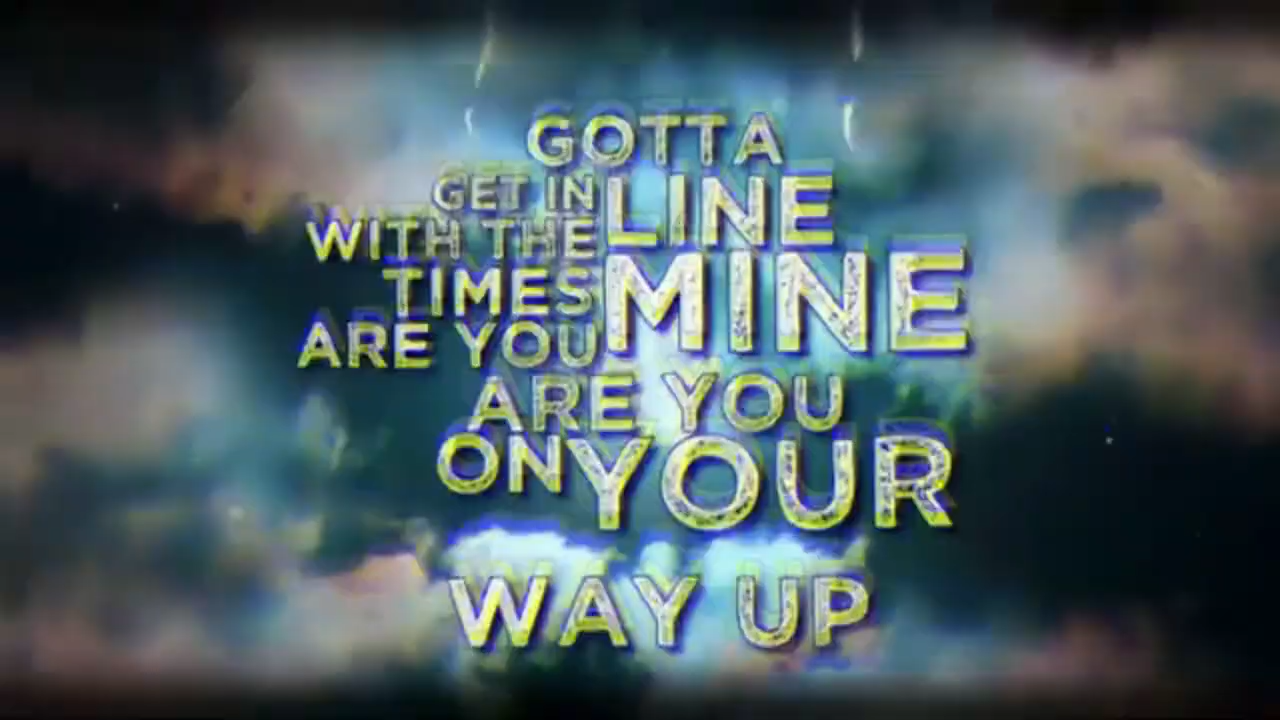 GOTTA
GET IN LINE
WITH THE
TIMES
ARE YOU MINE
ARE YOU
ON YOUR
WAY UP